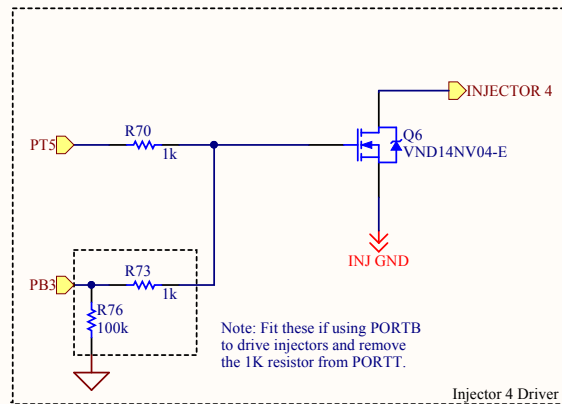 INJECTOR 4
R70
Q6
PT5
VND14NV04-E
1k
INJ GND
R73
PB3
1k
R76
100k
Note: Fit these if using PORTB
to drive injectors and remove
the 1K resistor from PORTT.
Injector 4 Driver